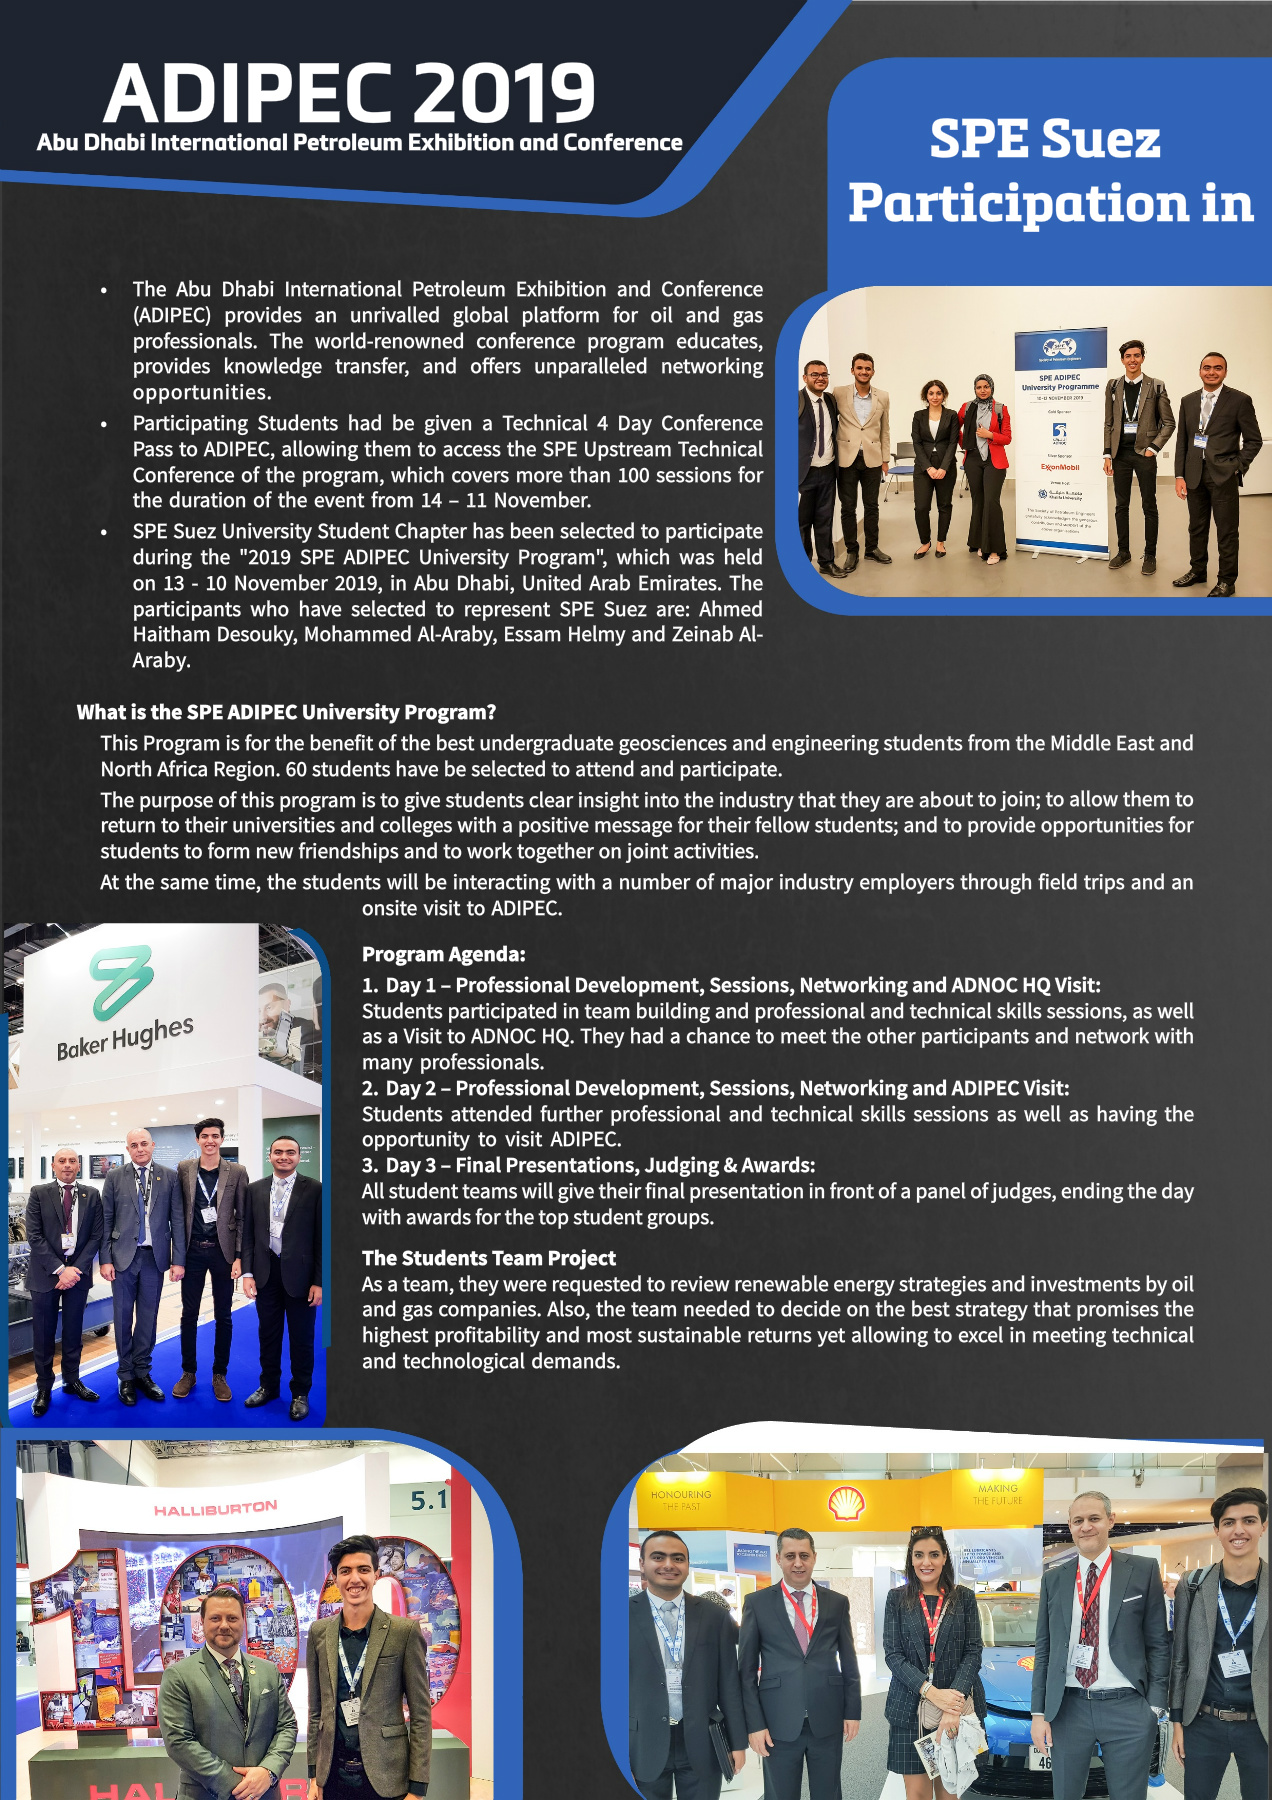 ADIPEC 2019
Abu Dhabi International Petroleum Exhibition and Conference
SPE Suez
Participation in
• The Abu Dhabi International Petroleum Exhibition and Conference
(ADIPEC) provides an unrivalled global platform for oil and gas
professionals. The world-renowned conference program educates,
provides knowledge transfer, and offers unparalleled networking
opportunities.
• Participating Students had be given a Technical 4 Day Conference
Pass to ADIPEC, allowing them to access the SPE Upstream Technical
Conference of the program, which covers more than 100 sessions for
the duration of the event from 14 – 11 November.
• SPE Suez University Student Chapter has been selected to participate
during the "2019 SPE ADIPEC University Program", which was held
on 13 - 10 November 2019, in Abu Dhabi, United Arab Emirates. The
participants who have selected to represent SPE Suez are: Ahmed
Haitham Desouky, Mohammed Al-Araby, Essam Helmy and Zeinab Al-
Araby.
SPE ADIPEC
University Programme
10-13 NOVEMBER 2019
Gold Sponsor
ADNOC
Silver Sponsor
ExxonMobil
Venue Host
Khalifa University
What is the SPE ADIPEC University Program?
This Program is for the benefit of the best undergraduate geosciences and engineering students from the Middle East and
North Africa Region. 60 students have be selected to attend and participate.
The purpose of this program is to give students clear insight into the industry that they are about to join; to allow them to
return to their universities and colleges with a positive message for their fellow students; and to provide opportunities for
students to form new friendships and to work together on joint activities.
At the same time, the students will be interacting with a number of major industry employers through field trips and an
onsite visit to ADIPEC.
Baker Hughes
Program Agenda:
1. Day 1 – Professional Development, Sessions, Networking and ADNOC HQ Visit:
Students participated in team building and professional and technical skills sessions, as well
as a Visit to ADNOC HQ. They had a chance to meet the other participants and network with
many professionals.
2. Day 2 – Professional Development, Sessions, Networking and ADIPEC Visit:
Students attended further professional and technical skills sessions as well as having the
opportunity to visit ADIPEC.
3. Day 3 – Final Presentations, Judging & Awards:
All student teams will give their final presentation in front of a panel of judges, ending the day
with awards for the top student groups.
The Students Team Project
As a team, they were requested to review renewable energy strategies and investments by oil
and gas companies. Also, the team needed to decide on the best strategy that promises the
highest profitability and most sustainable returns yet allowing to excel in meeting technical
and technological demands.
HALLIBURTON
5.1
HAL
R
HONOURING
THE PAST
MAKING
THE FUTURE
46